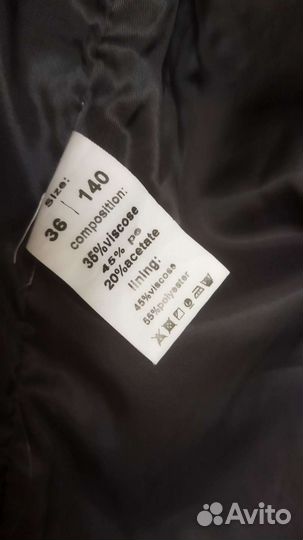 Size:
36 | 140
composition:
35%viscose
45% pe
20%acetate
lining:
45%viscose
55%polyester
Avito